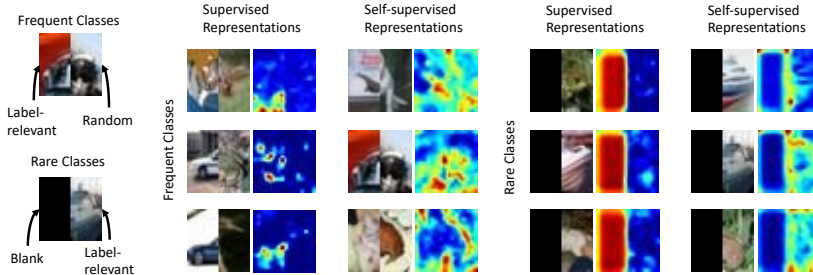 Frequent Classes
Label-
relevant
Random
Rare Classes
Blank
Label-
relevant
Supervised
Representations
Self-supervised
Representations
Frequent Classes
Supervised
Representations
Self-supervised
Representations
Rare Classes